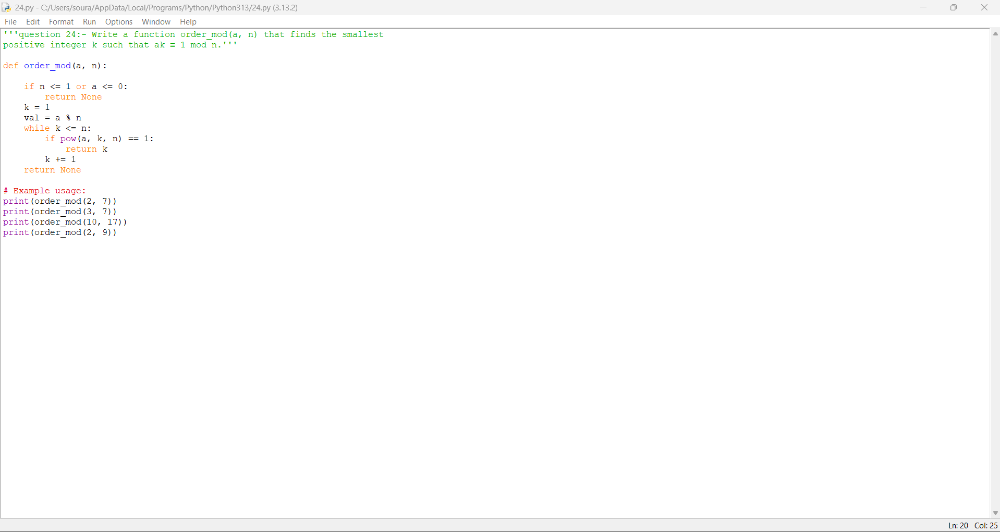 24.py - C:/Users/soura/AppData/Local/Programs/Python/Python313/24.py (3.13.2)
File Edit Format Run Options Window Help
'''question 24:- Write a function order_mod(a, n) that finds the smallest
positive integer k such that ak ≡ 1 mod n.'''
def order_mod(a, n):
    if n <= 1 or a <= 0:
        return None
    k = 1
    val = a % n
    while k <= n:
        if pow(a, k, n) == 1:
            return k
        k += 1
    return None
# Example usage:
print(order_mod(2, 7))
print(order_mod(3, 7))
print(order_mod(10, 17))
print(order_mod(2, 9))
Ln: 20 Col: 25